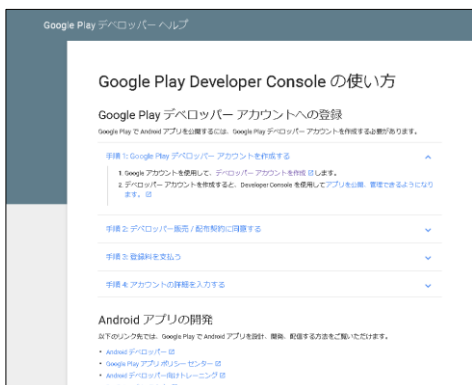 Google Play デベロッパー ヘルプ
Google Play Developer Console の使い方
Google Play デベロッパー アカウントへの登録
Google Play で Android アプリを公開するには、Google Play デベロッパー アカウントを作成する必要があります。
手順 1: Google Play デベロッパー アカウントを作成する
1. Google アカウントを使用して、デベロッパー アカウントを作成します。
2. デベロッパー アカウントを作成すると、Developer Console を使用してアプリを公開、管理できるようになり
ます。
手順 2: デベロッパー販売 / 配布契約に同意する
手順 3: 登録料を支払う
手順 4: アカウントの詳細を入力する
Android アプリの開発
以下のリンク先では、Google Play で Android アプリを設計、開発、配信する方法をご覧いただけます。
• Android デベロッパー
• Google Play アプリ ポリシー センター
• Android デベロッパー向けトレーニング